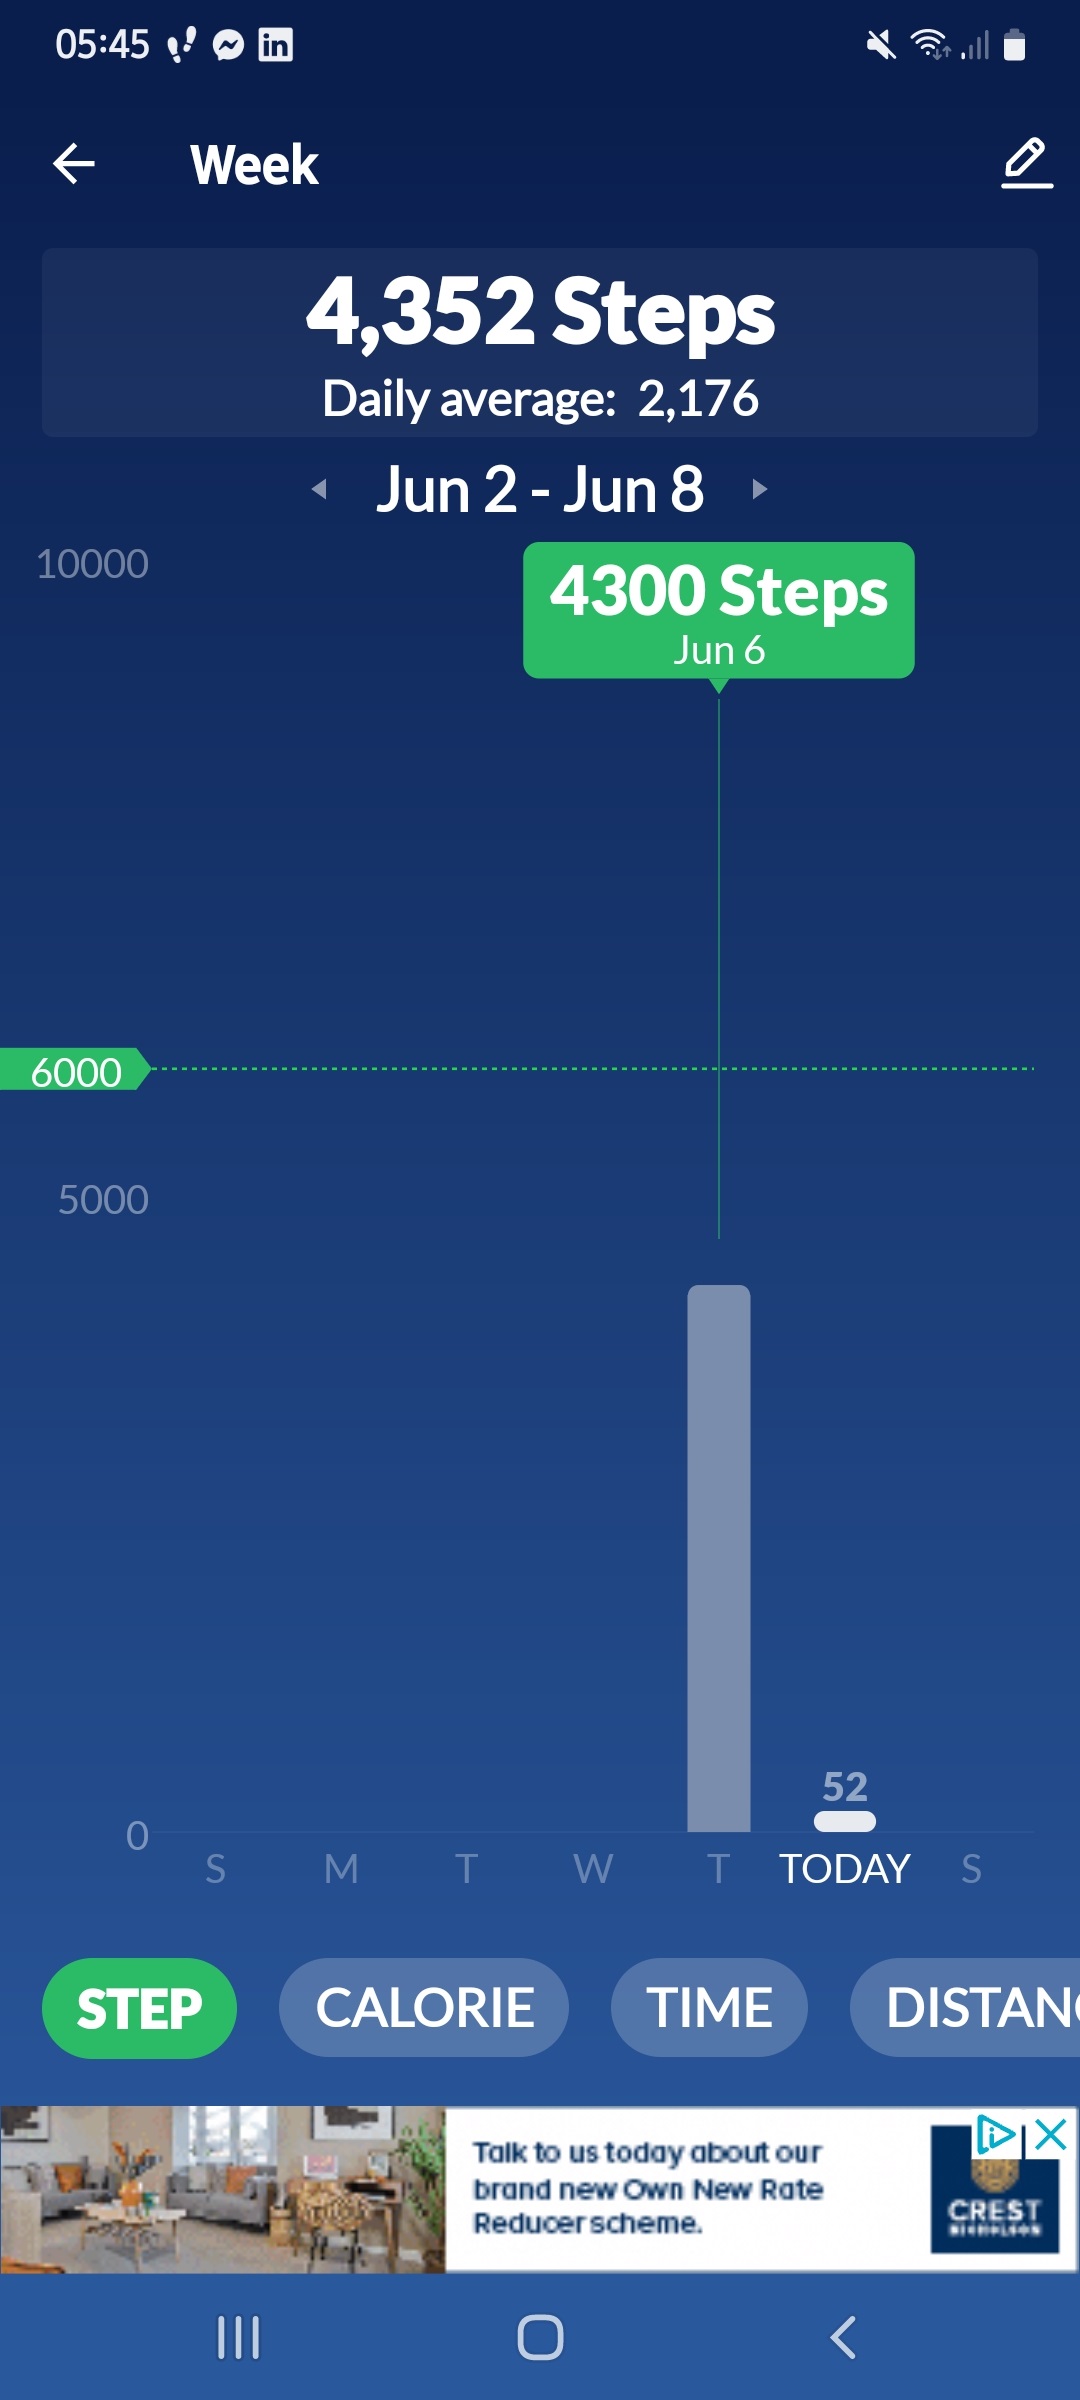 05:45
Week
4,352 Steps
Daily average: 2,176
Jun 2 - Jun 8
10000
4300 Steps
Jun 6
6000
5000
52
0
S M T W T TODAY S
STEP CALORIE TIME DISTANC
Talk to us today about our
brand new Own New Rate
Reducer scheme.
CREST
NICHOLSON